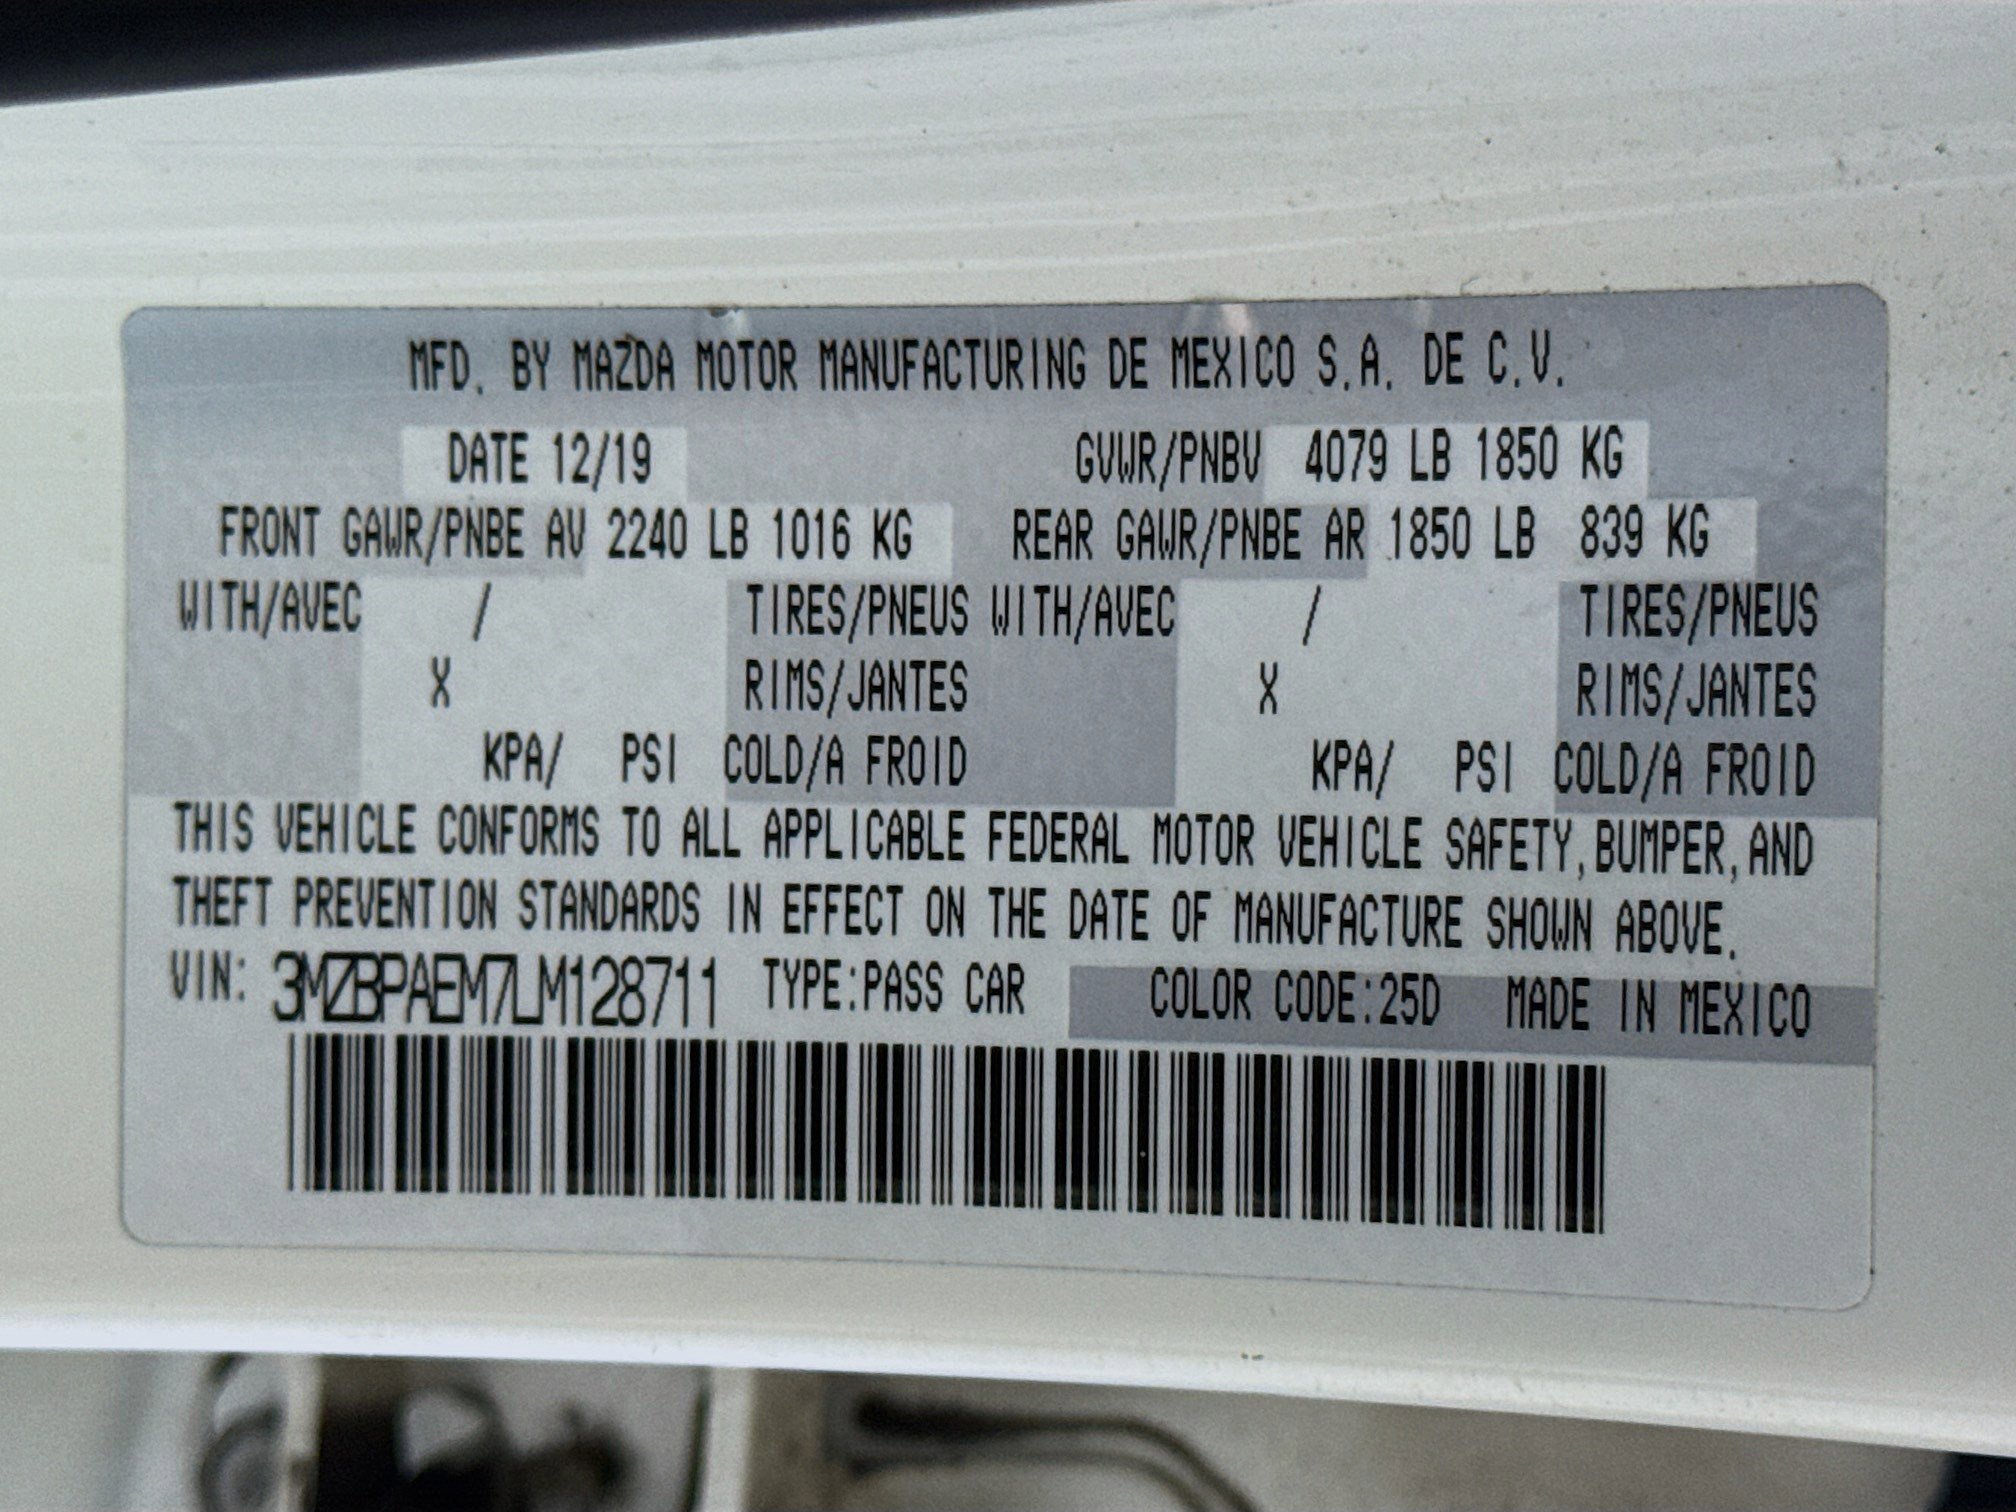 MFD. BY MAZDA MOTOR MANUFACTURING DE MEXICO S.A. DE C.V.
DATE 12/19 GVWR/PNBV 4079 LB 1850 KG
FRONT GAWR/PNBE AV 2240 LB 1016 KG REAR GAWR/PNBE AR 1850 LB 839 KG
WITH/AVEC / TIRES/PNEUS WITH/AVEC / TIRES/PNEUS
X RIMS/JANTES X RIMS/JANTES
KPA/ PSI COLD/A FROID KPA/ PSI COLD/A FROID
THIS VEHICLE CONFORMS TO ALL APPLICABLE FEDERAL MOTOR VEHICLE SAFETY,BUMPER,AND
THEFT PREVENTION STANDARDS IN EFFECT ON THE DATE OF MANUFACTURE SHOWN ABOVE.
VIN: 3MZBPAEM7LM128711 TYPE:PASS CAR COLOR CODE:25D MADE IN MEXICO